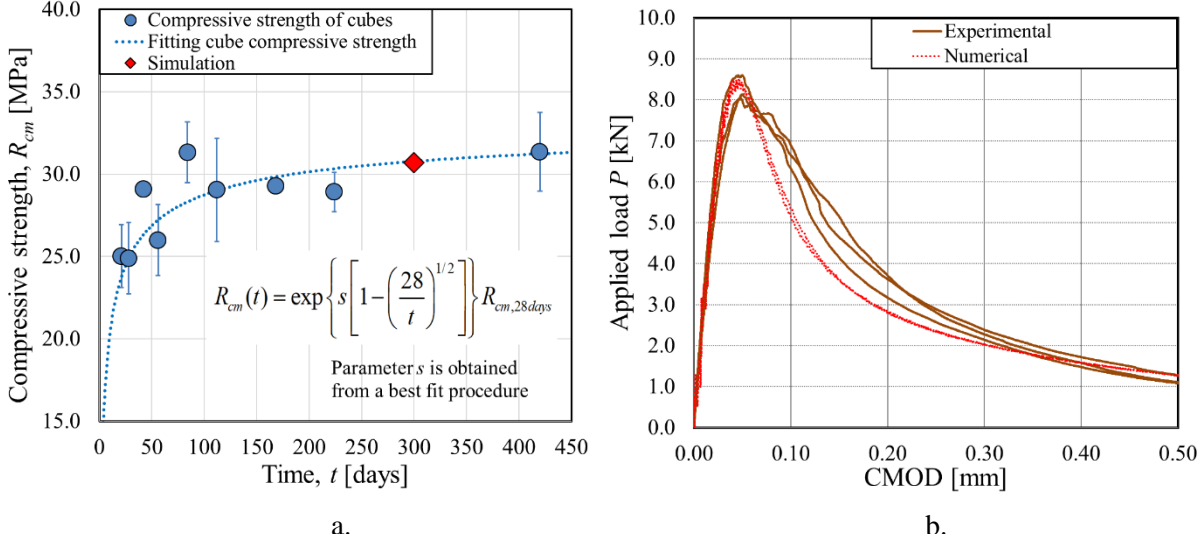 Compressive strength of cubes
Fitting cube compressive strength
Simulation
Compressive strength, R_cm [MPa]
40.0
35.0
30.0
25.0
20.0
15.0
R_cm(t) = exp{s[1−(28/t)^1/2]}R_cm,28days
Parameter s is obtained
from a best fit procedure
0 50 100 150 200 250 300 350 400 450
Time, t [days]
a.
Experimental
Numerical
Applied load P [kN]
10.0
9.0
8.0
7.0
6.0
5.0
4.0
3.0
2.0
1.0
0.0
0.00 0.10 0.20 0.30 0.40 0.50
CMOD [mm]
b.